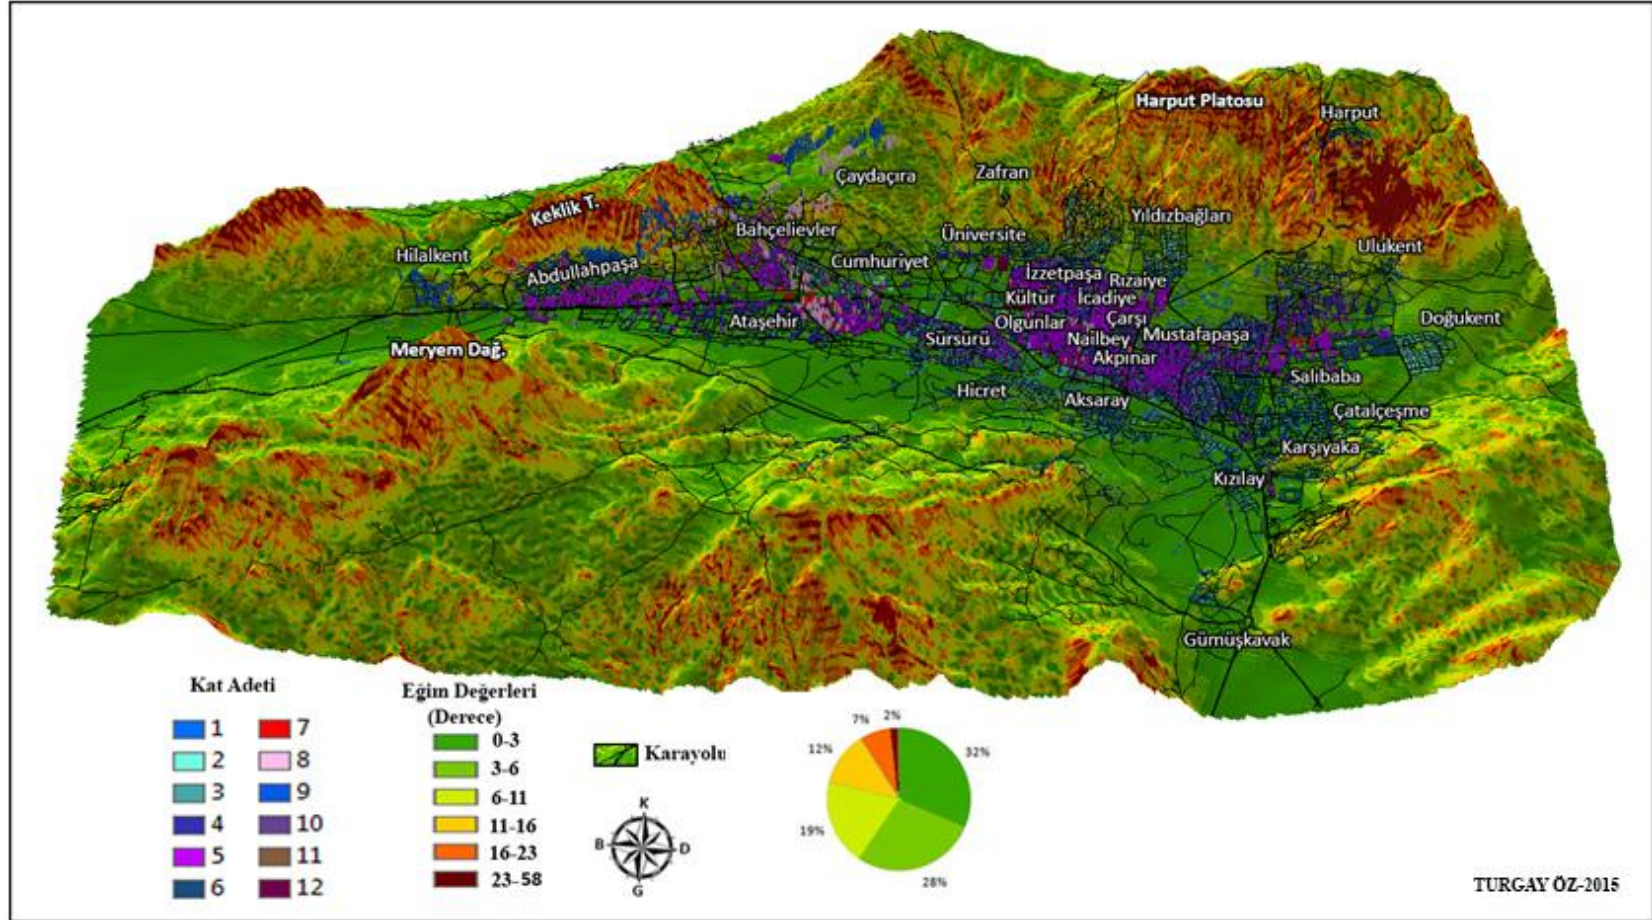 Harput Platosu
Harput
Çaydaçıra
Zafran
Keklik T.
Yıldızbağları
Bahçelievler
Üniversite
Ulukent
Hilalkent
Cumhuriyet
Abdullahpaşa
İzzetpaşa
Rızaiye
Kültür
İcadiye
Ataşehir
Olgunlar
Çarşı
Doğukent
Sürsürü
Nailbey
Mustafapaşa
Meryem Dağ.
Akpınar
Salıbaba
Hicret
Aksaray
Çatalçeşme
Karşıyaka
Kızılay
Gümüşkavak
Kat Adeti
1
2
3
4
5
6
7
8
9
10
11
12
Eğim Değerleri
(Derece)
0-3
3-6
6-11
11-16
16-23
23-58
Karayolu
K
B
D
G
7%
2%
12%
32%
19%
28%
TURGAY ÖZ-2015